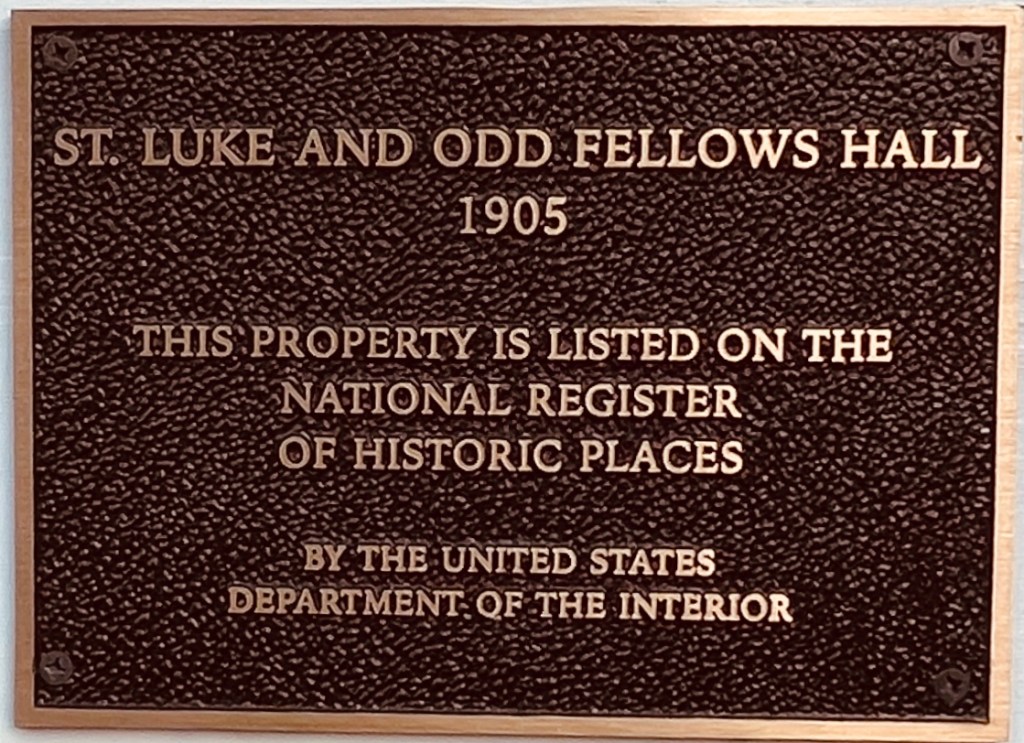 ST. LUKE AND ODD FELLOWS HALL
1905
THIS PROPERTY IS LISTED ON THE
NATIONAL REGISTER
OF HISTORIC PLACES
BY THE UNITED STATES
DEPARTMENT OF THE INTERIOR